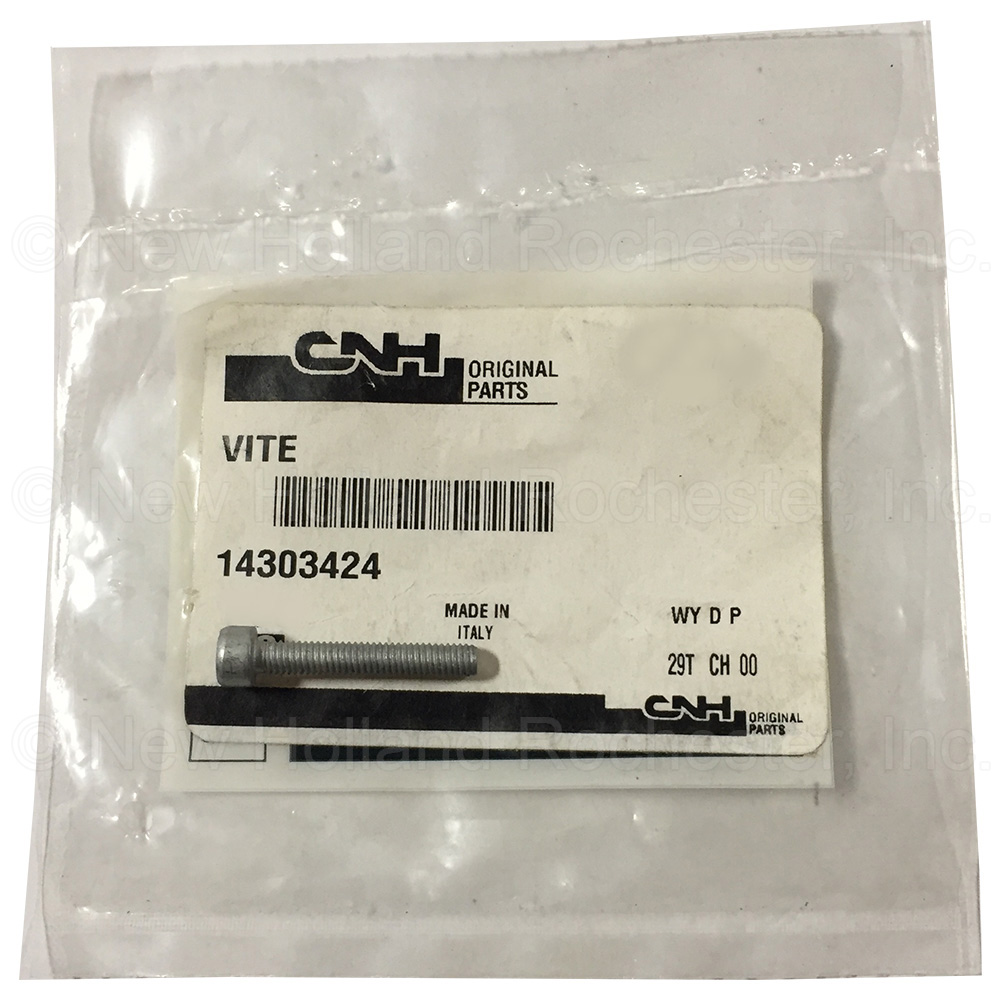 © New Holland Rochester, Inc.
CNH
ORIGINAL
PARTS
VITE
© New Holland Rochester, Inc.
14303424
MADE IN
ITALY
WY D P
29T CH 00
CNH
ORIGINAL
PARTS
© New Holland Rochester, Inc.